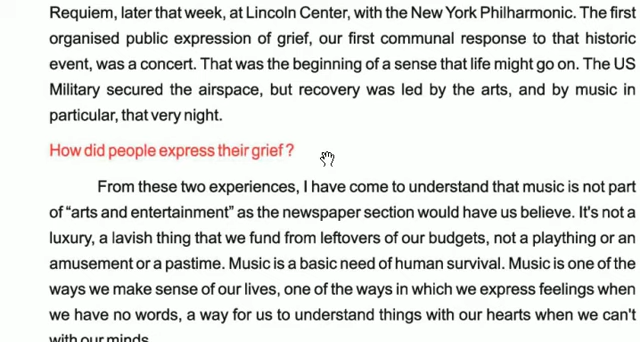 Requiem, later that week, at Lincoln Center, with the New York Philharmonic. The first
organised public expression of grief, our first communal response to that historic
event, was a concert. That was the beginning of a sense that life might go on. The US
Military secured the airspace, but recovery was led by the arts, and by music in
particular, that very night.
How did people express their grief ?
From these two experiences, I have come to understand that music is not part
of “arts and entertainment” as the newspaper section would have us believe. It's not a
luxury, a lavish thing that we fund from leftovers of our budgets, not a plaything or an
amusement or a pastime. Music is a basic need of human survival. Music is one of the
ways we make sense of our lives, one of the ways in which we express feelings when
we have no words, a way for us to understand things with our hearts when we can't
with our minds.